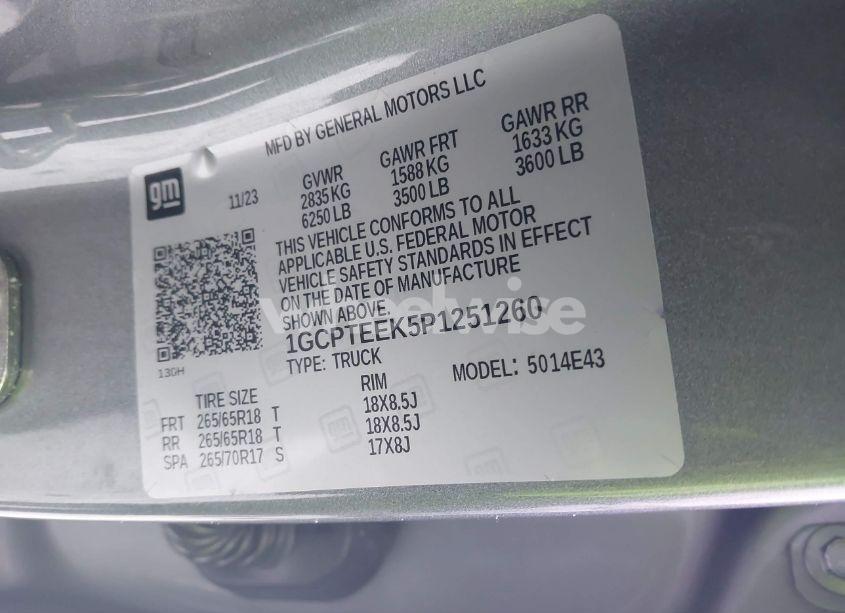 MFD BY GENERAL MOTORS LLC
gm
11/23
GVWR
2835 KG
6250 LB
GAWR FRT
1588 KG
3500 LB
GAWR RR
1633 KG
3600 LB
THIS VEHICLE CONFORMS TO ALL
APPLICABLE U.S. FEDERAL MOTOR
VEHICLE SAFETY STANDARDS IN EFFECT
ON THE DATE OF MANUFACTURE
SHOWN ABOVE.
1GCPTEEK5P1251260
TYPE: TRUCK
MODEL: 5014E43
130H
TIRE SIZE RIM
FRT 265/65R18 T 18X8.5J
RR 265/65R18 T 18X8.5J
SPA 265/70R17 S 17X8J